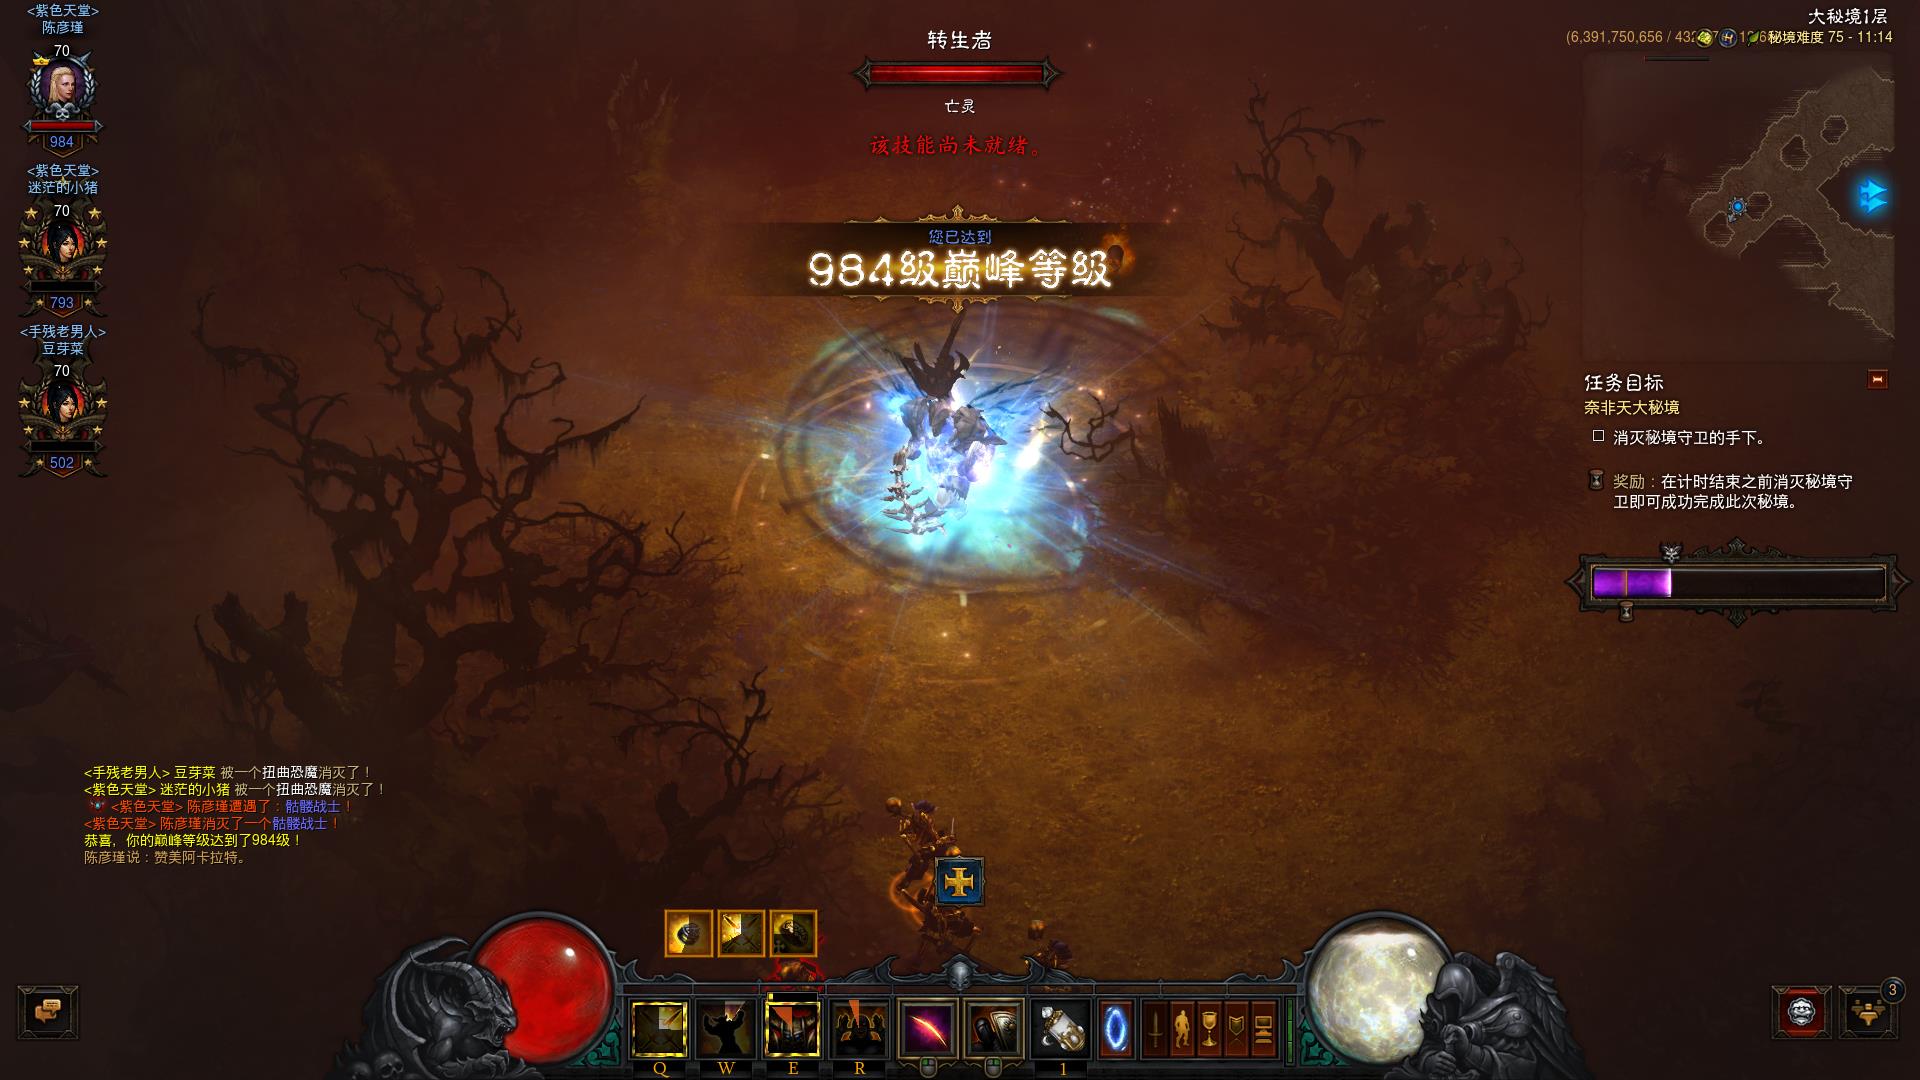 <紫色天堂>
陈彦瑾
70
984
<紫色天堂>
迷茫的小猪
70
793
<手残老男人>
豆芽菜
70
502
转生者
亡灵
该技能尚未就绪。
您已达到
984级巅峰等级
大秘境1层
(6,391,750,656 / 秘境难度 75 - 11:14
任务目标
奈非天大秘境
消灭秘境守卫的手下。
奖励：在计时结束之前消灭秘境守
卫即可成功完成此次秘境。
<手残老男人> 豆芽菜 被一个扭曲恐魔消灭了！
<紫色天堂> 迷茫的小猪 被一个扭曲恐魔消灭了！
<紫色天堂> 陈彦瑾遭遇了：骷髅战士！
<紫色天堂> 陈彦瑾消灭了一个骷髅战士！
恭喜，你的巅峰等级达到了984级！
陈彦瑾说：赞美阿卡拉特。
Q W E R 1
3